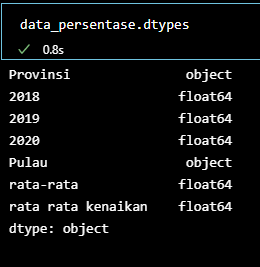 data_persentase.dtypes
0.8s
Provinsi object
2018 float64
2019 float64
2020 float64
Pulau object
rata-rata float64
rata rata kenaikan float64
dtype: object